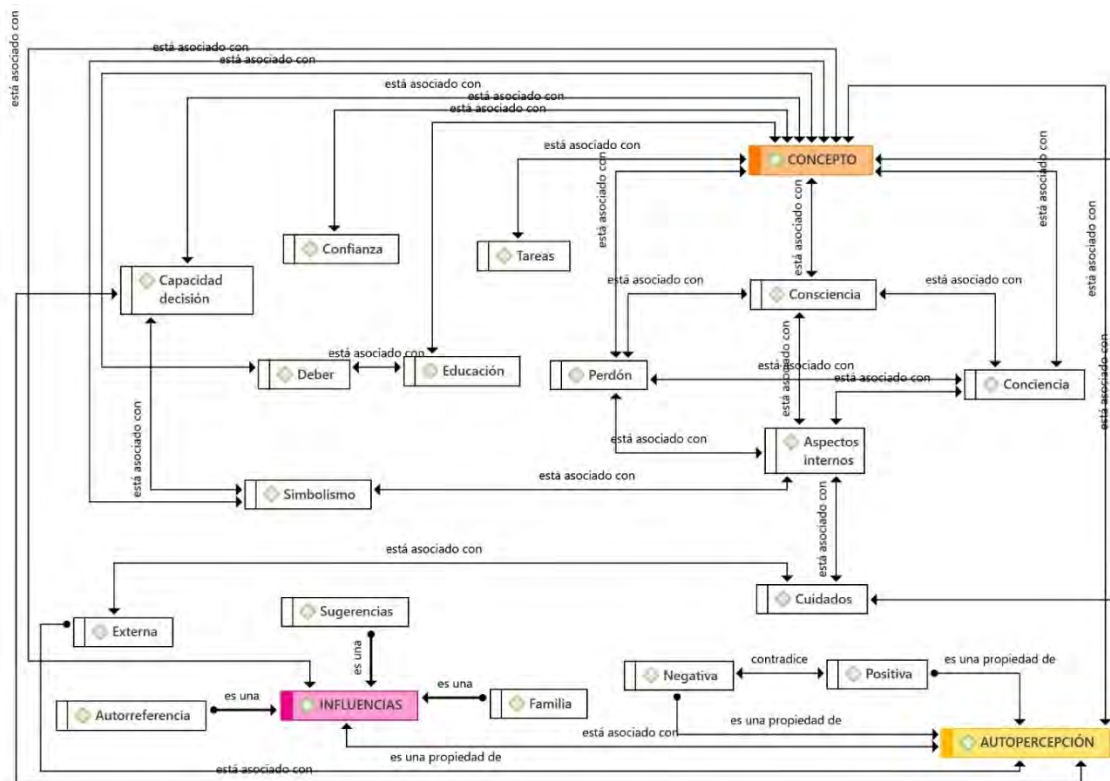 está asociado con
está asociado con
está asociado con
está asociado con
está asociado con
está asociado con
está asociado con
CONCEPTO
está asociado con
está asociado con
está asociado con
está asociado con
está asociado con
Confianza
Tareas
Capacidad
decisión
está asociado con
Consciencia
está asociado con
está asociado con
Deber
Educación
Perdón
está asociado con
está asociado con
está asociado con
Conciencia
está asociado con
está asociado con
está asociado con
Aspectos
internos
está asociado con
Simbolismo
está asociado con
está asociado con
Cuidados
Sugerencias
Externa
es una
es una
Autorreferencia
INFLUENCIAS
es una
Familia
Negativa
contradice
Positiva
es una propiedad de
es una propiedad de
está asociado con
AUTOPERCEPCIÓN
es una propiedad de
está asociado con